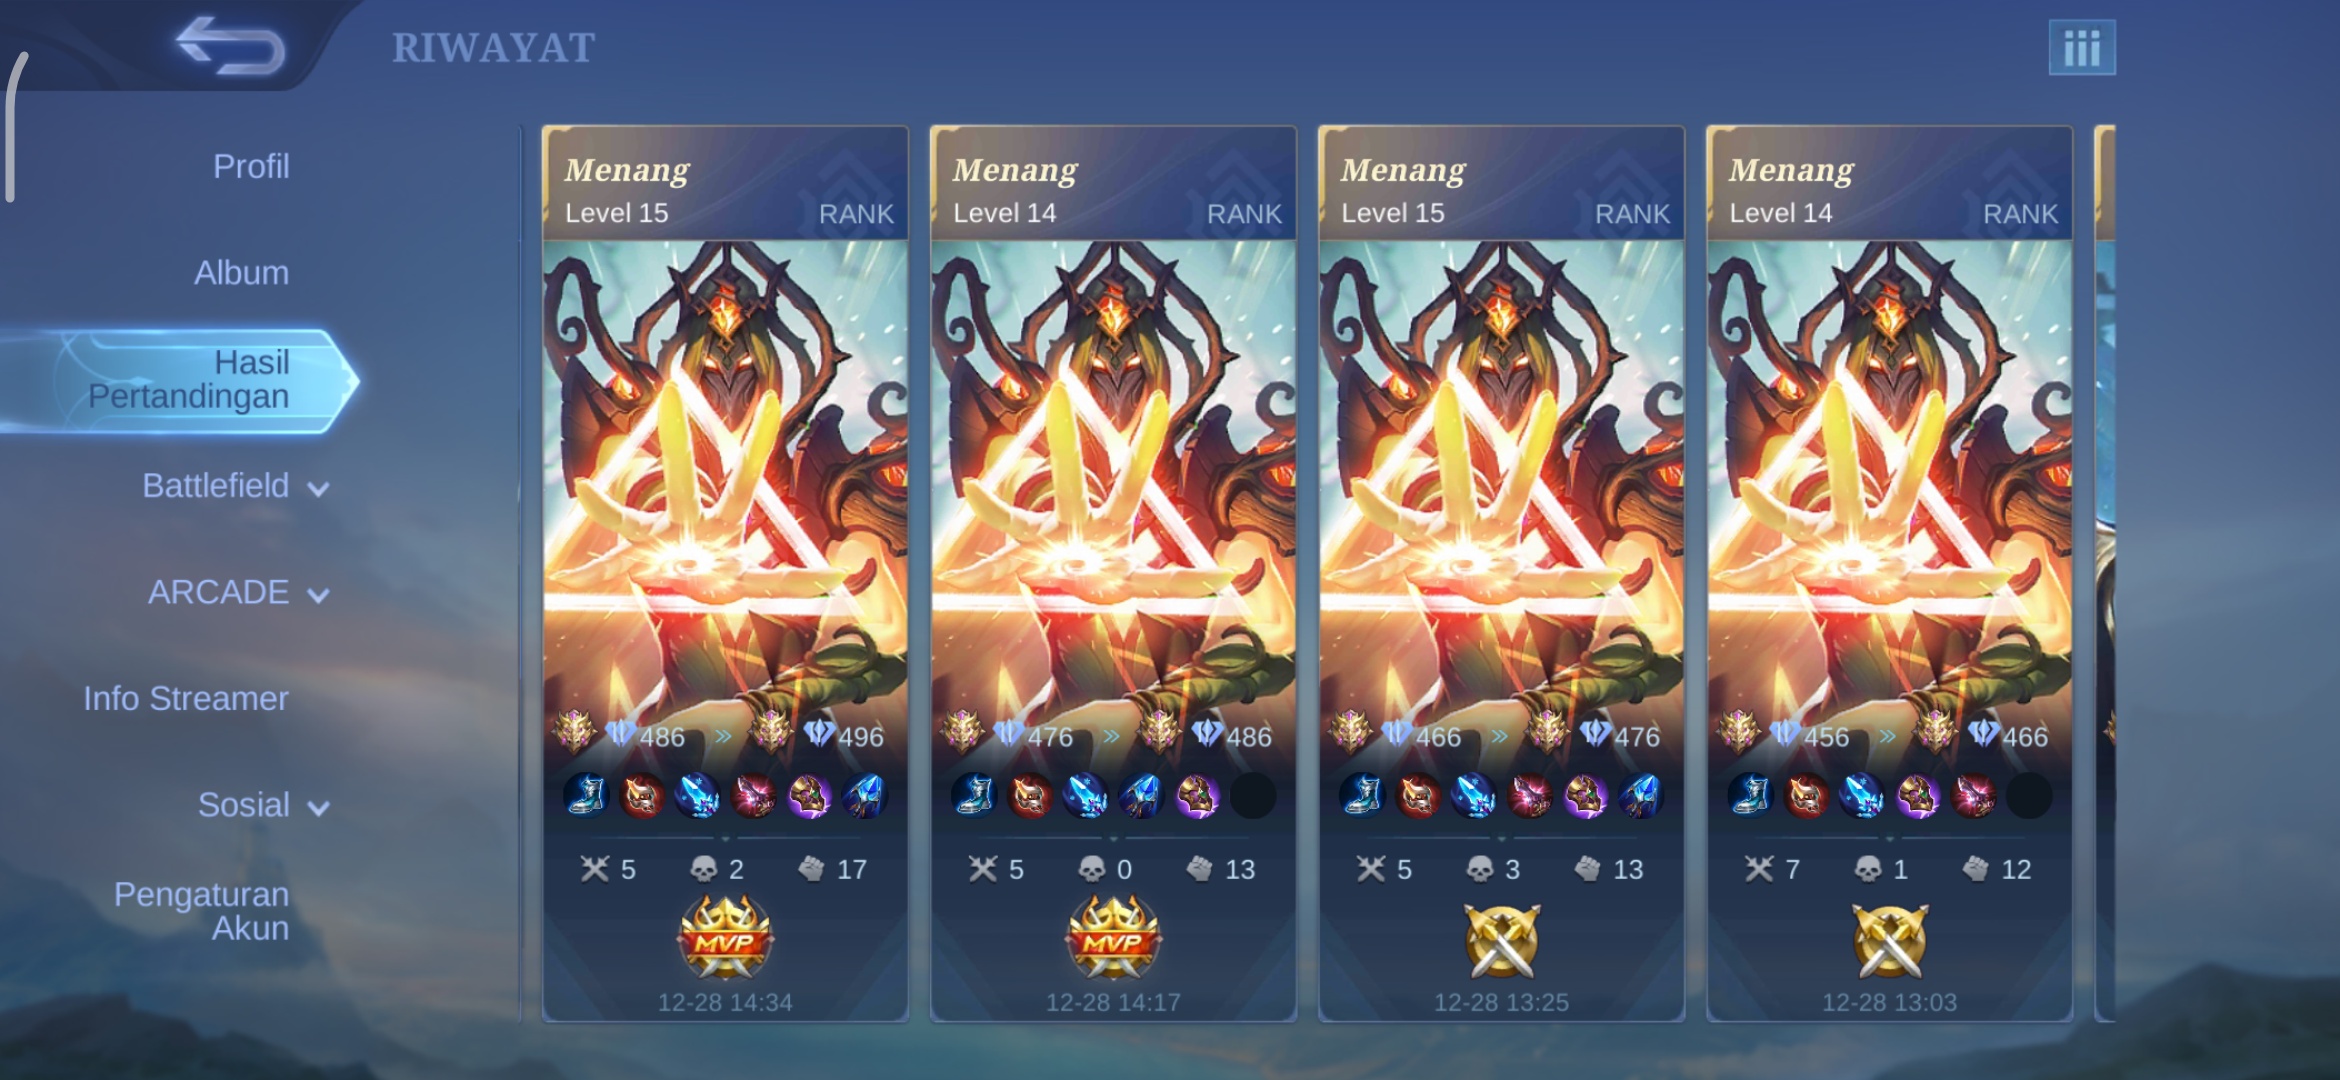 RIWAYAT
Profil
Album
Hasil
Pertandingan
Battlefield
ARCADE
Info Streamer
Sosial
Pengaturan
Akun
Menang
Level 15
RANK
486 » 496
5 2 17
MVP
12-28 14:34
Menang
Level 14
RANK
476 » 486
5 0 13
MVP
12-28 14:17
Menang
Level 15
RANK
466 » 476
5 3 13
12-28 13:25
Menang
Level 14
RANK
456 » 466
7 1 12
12-28 13:03